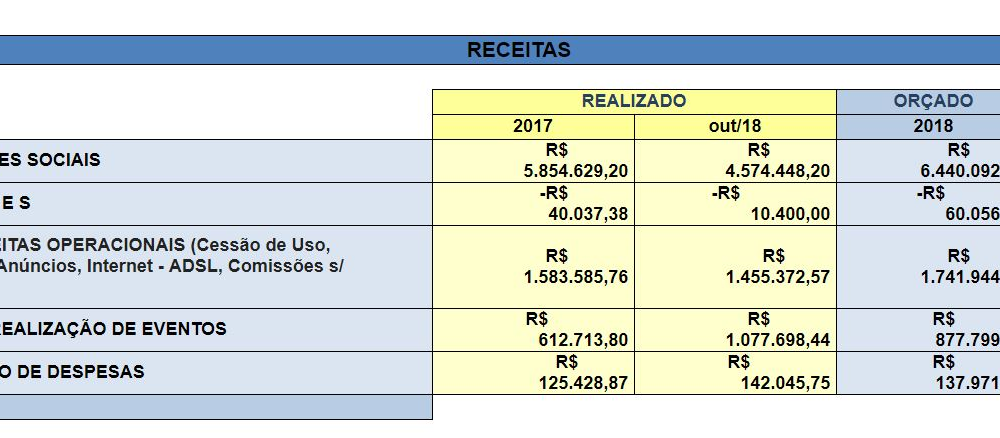 RECEITAS
REALIZADO ORÇADO
2017 out/18 2018
ES SOCIAIS R$ 5.854.629,20 R$ 4.574.448,20 R$ 6.440.092
E S -R$ 40.037,38 -R$ 10.400,00 -R$ 60.056
EITAS OPERACIONAIS (Cessão de Uso,
Anúncios, Internet - ADSL, Comissões s/
R$ 1.583.585,76 R$ 1.455.372,57 R$ 1.741.944
REALIZAÇÃO DE EVENTOS R$ 612.713,80 R$ 1.077.698,44 R$ 877.799
O DE DESPESAS R$ 125.428,87 R$ 142.045,75 R$ 137.971